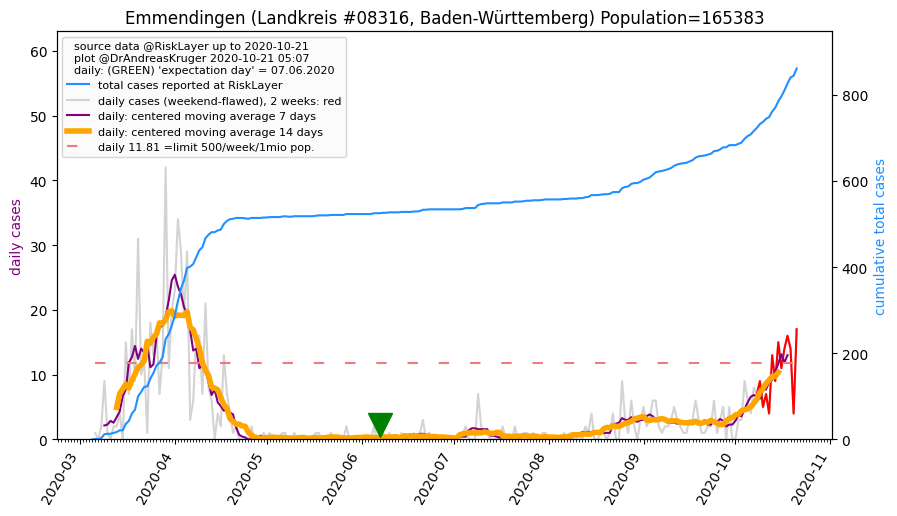 Emmendingen (Landkreis #08316, Baden-Württemberg) Population=165383
source data @RiskLayer up to 2020-10-21
plot @DrAndreasKruger 2020-10-21 05:07
daily: (GREEN) 'expectation day' = 07.06.2020
total cases reported at RiskLayer
daily cases (weekend-flawed), 2 weeks: red
daily: centered moving average 7 days
daily: centered moving average 14 days
daily 11.81 =limit 500/week/1mio pop.
daily cases
60
50
40
30
20
10
0
cumulative total cases
800
600
400
200
0
2020-03
2020-04
2020-05
2020-06
2020-07
2020-08
2020-09
2020-10
2020-11